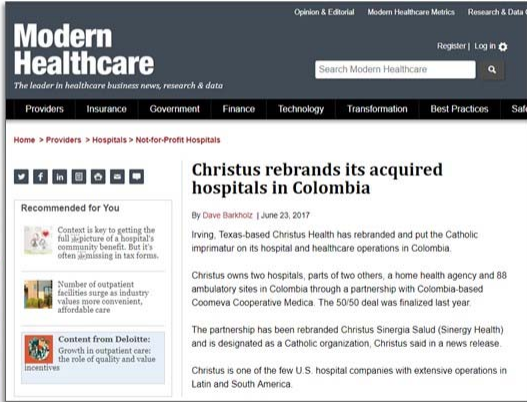 Opinion & Editorial Modern Healthcare Metrics Research & Data
Modern
Healthcare
The leader in healthcare business news, research & data
Register | Log in
Search Modern Healthcare
Providers Insurance Government Finance Technology Transformation Best Practices Safe
Home > Providers > Hospitals > Not-for-Profit Hospitals
Christus rebrands its acquired
hospitals in Colombia
By Dave Barkholz | June 23, 2017
Irving, Texas-based Christus Health has rebranded and put the Catholic
imprimatur on its hospital and healthcare operations in Colombia.
Christus owns two hospitals, parts of two others, a home health agency and 88
ambulatory sites in Colombia through a partnership with Colombia-based
Coomeva Cooperative Medica. The 50/50 deal was finalized last year.
The partnership has been rebranded Christus Sinergia Salud (Sinergy Health)
and is designated as a Catholic organization, Christus said in a news release.
Christus is one of the few U.S. hospital companies with extensive operations in
Latin and South America.
Recommended for You
Context is key to getting the
full picture of a hospital's
community benefit. But it's
often missing in tax forms.
Number of outpatient
facilities surge as industry
values more convenient,
affordable care
Content from Deloitte:
Growth in outpatient care:
the role of quality and value
incentives